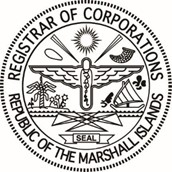 REGISTRAR OF CORPORATIONS
REPUBLIC OF THE MARSHALL ISLANDS
SEAL